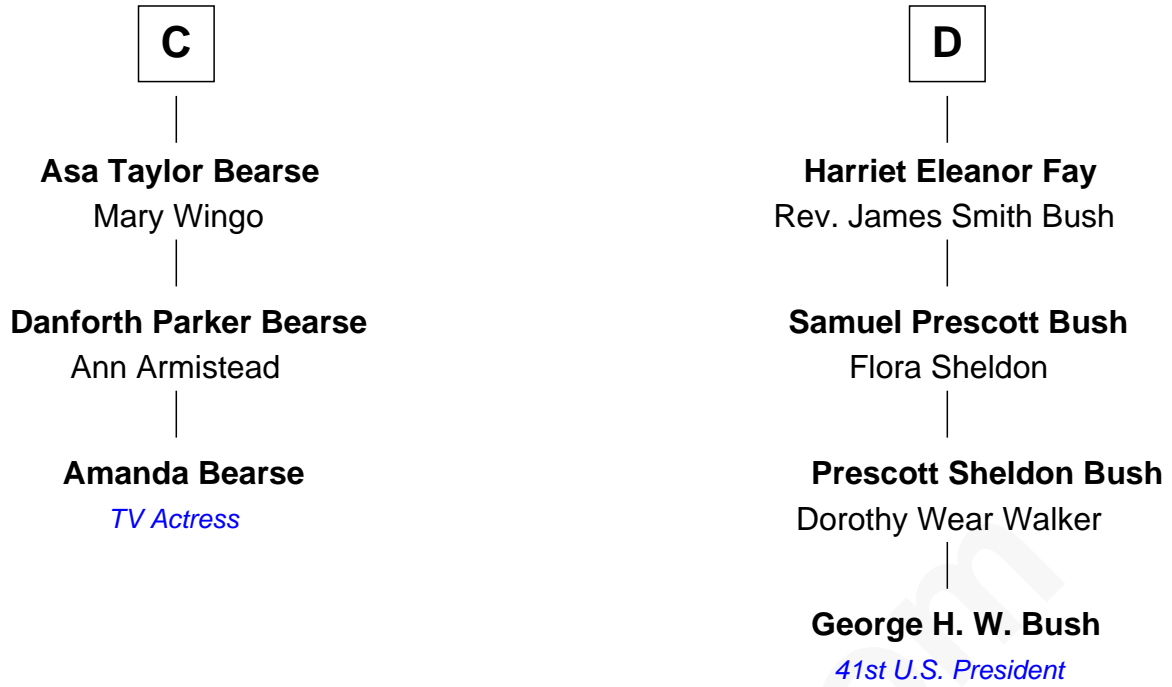 C
Asa Taylor Bearse
Mary Wingo
Danforth Parker Bearse
Ann Armistead
Amanda Bearse
TV Actress
D
Harriet Eleanor Fay
Rev. James Smith Bush
Samuel Prescott Bush
Flora Sheldon
Prescott Sheldon Bush
Dorothy Wear Walker
George H. W. Bush
41st U.S. President